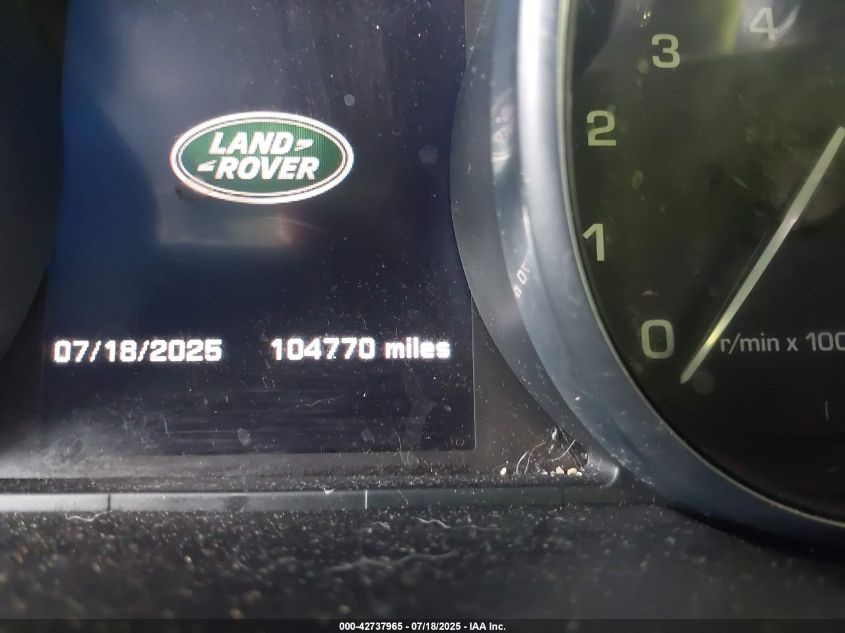 LAND
ROVER
07/18/2025 104770 miles
4
3
2
1
0
r/min x 100
000-42737965 - 07/18/2025 - IAA Inc.